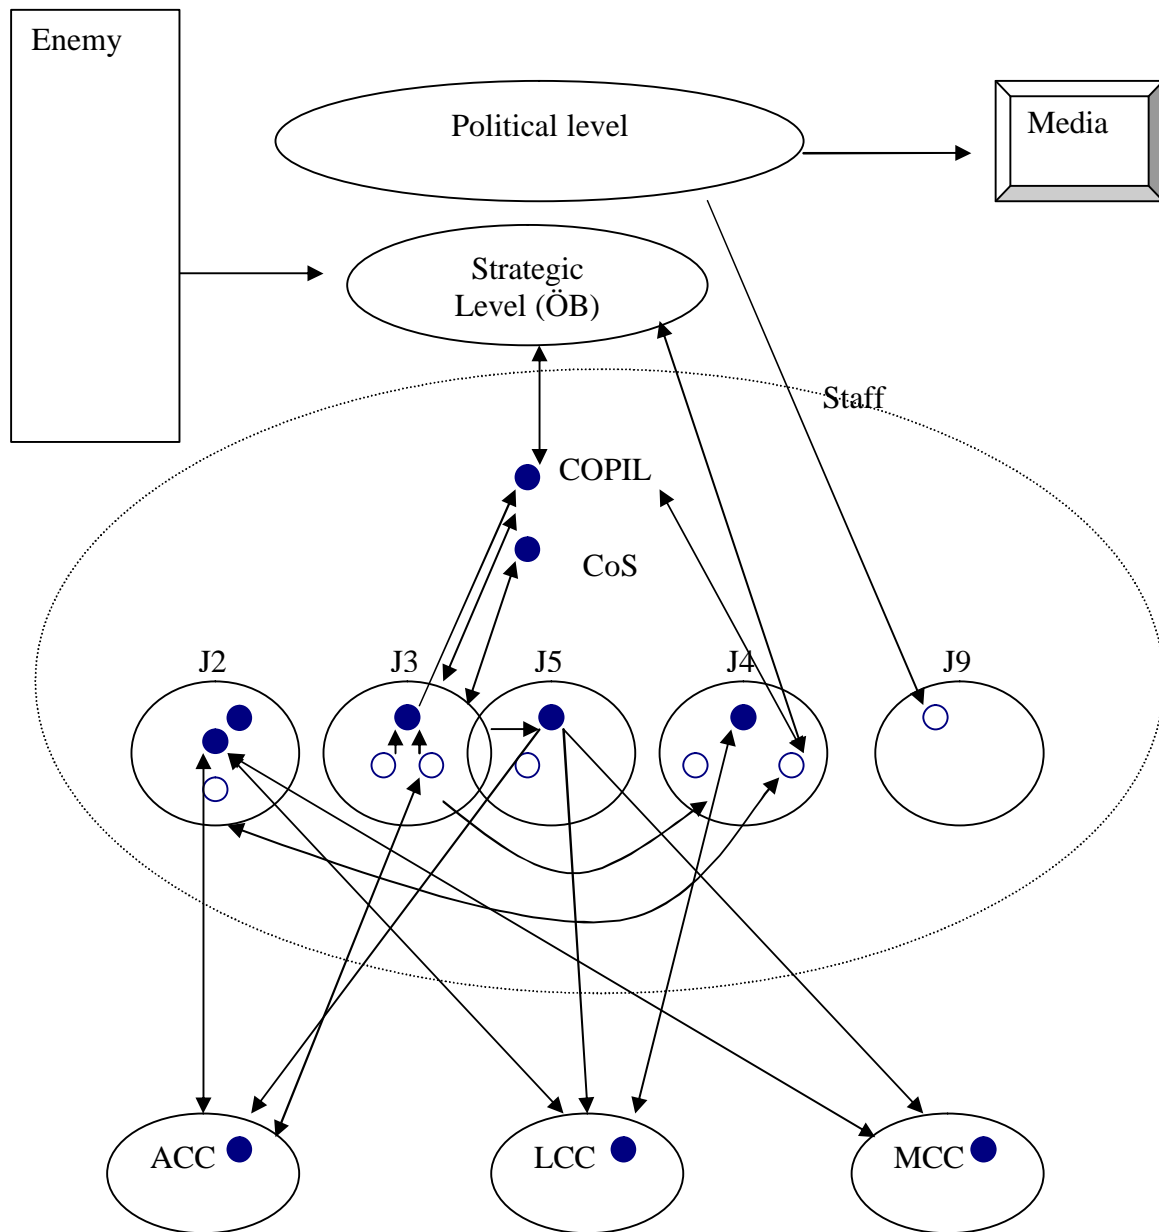 Enemy
Political level
Media
Strategic
Level (ÖB)
Staff
COPIL
CoS
J2
J3
J5
J4
J9
ACC
LCC
MCC